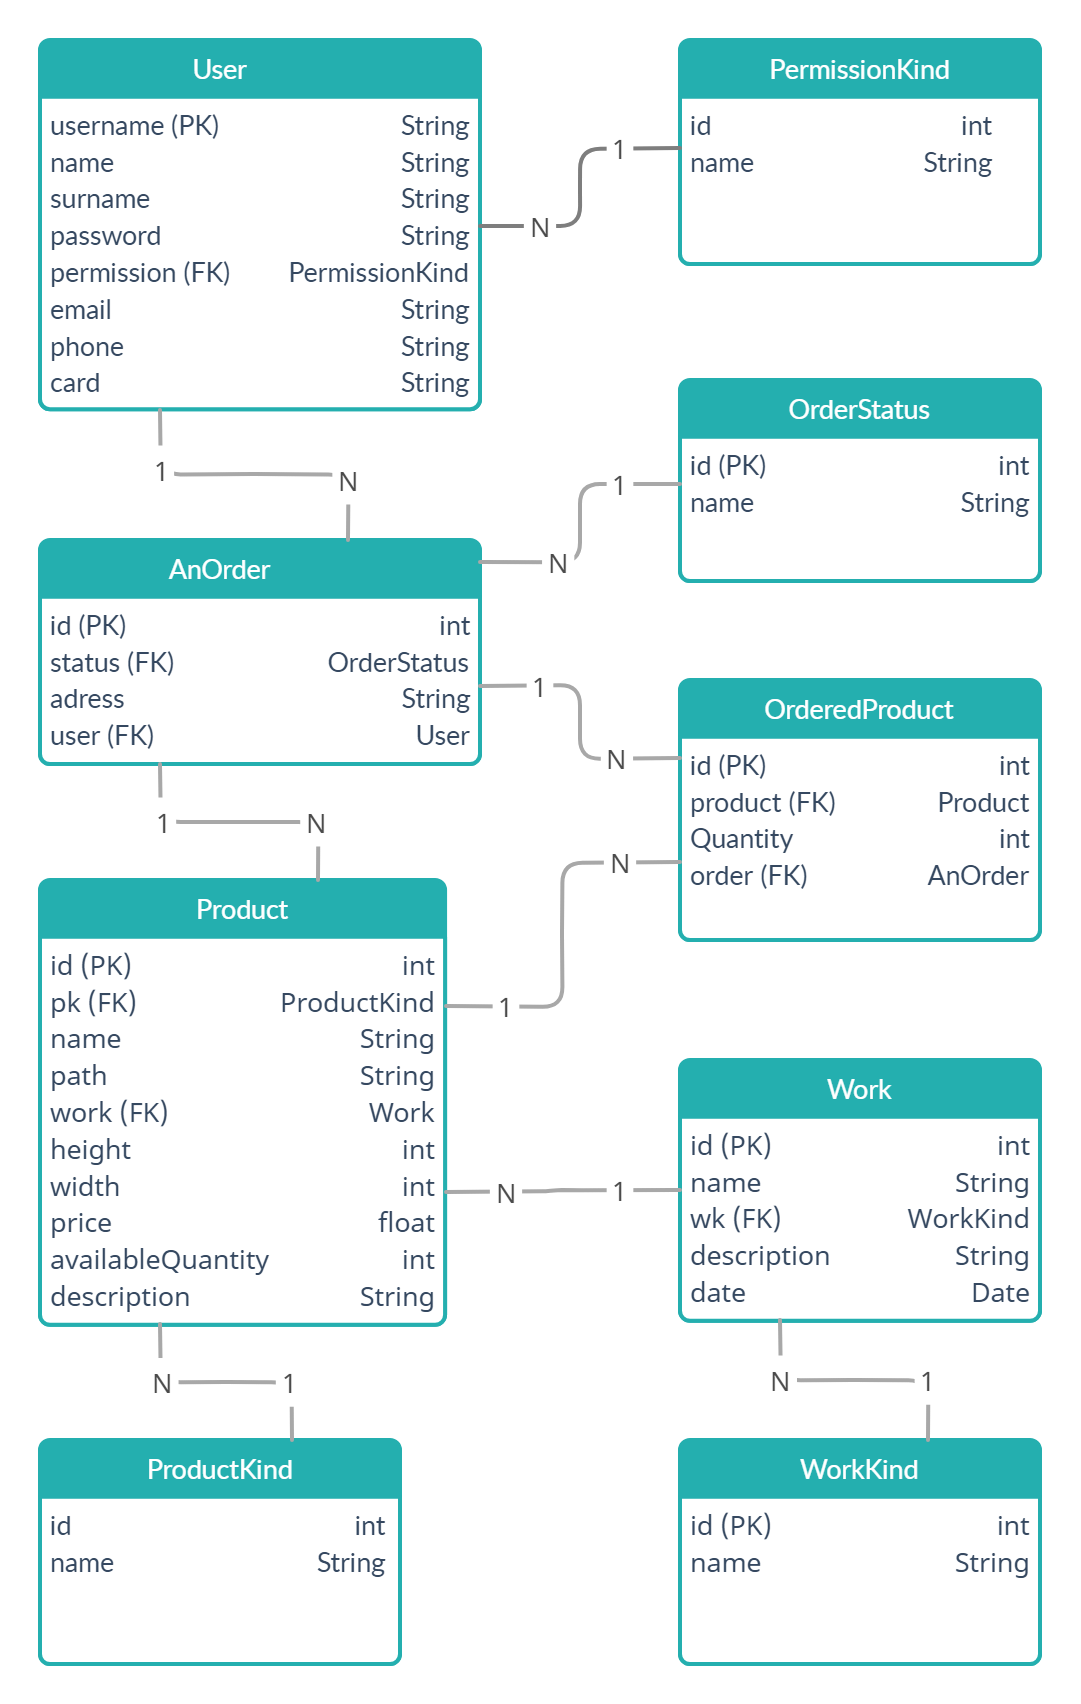 User
username (PK) String
name String
surname String
password String
permission (FK) PermissionKind
email String
phone String
card String
PermissionKind
id int
name String
1
N
OrderStatus
id (PK) int
name String
1
N
1
N
AnOrder
id (PK) int
status (FK) OrderStatus
adress String
user (FK) User
1
N
OrderedProduct
id (PK) int
product (FK) Product
Quantity int
order (FK) AnOrder
1
N
N
1
Product
id (PK) int
pk (FK) ProductKind
name String
path String
work (FK) Work
height int
width int
price float
availableQuantity int
description String
Work
id (PK) int
name String
wk (FK) WorkKind
description String
date Date
N
1
N
1
N
1
ProductKind
id int
name String
WorkKind
id (PK) int
name String